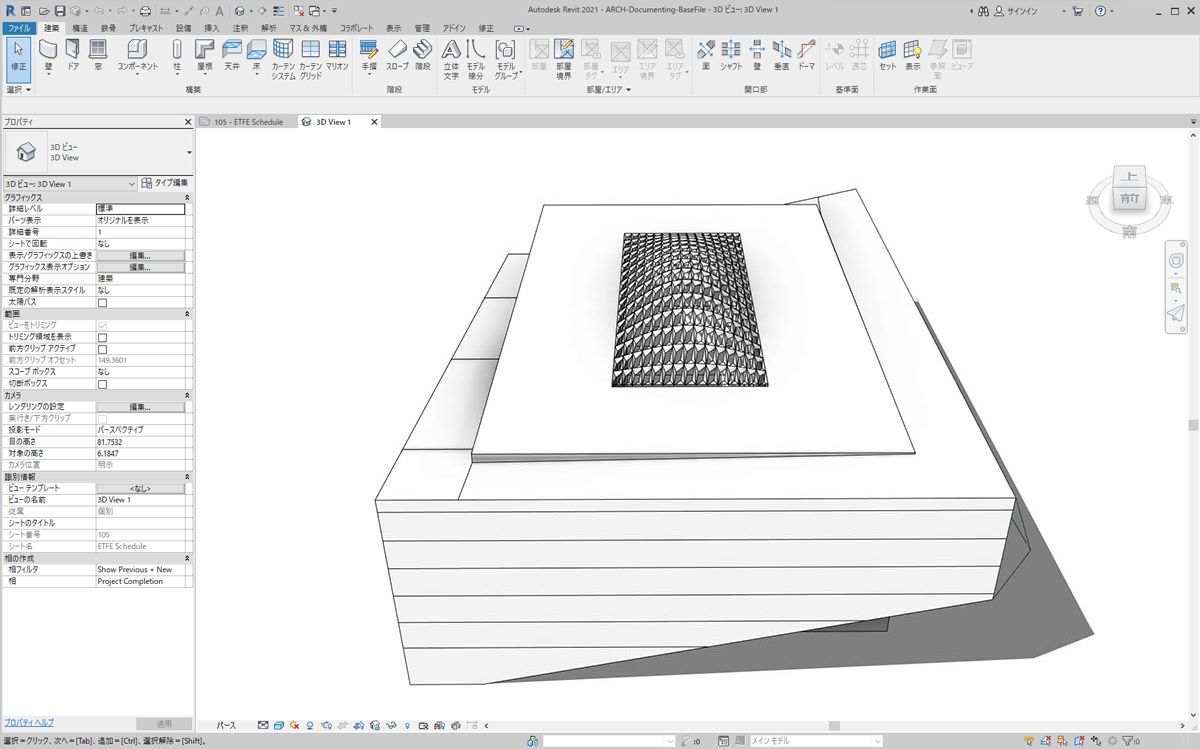 Autodesk Revit 2021 - ARCH-Documenting-BaseFile - 3D ビュー: 3D View 1
サインイン
ファイル 建築 構造 鉄骨 プレキャスト 設備 挿入 注釈 解析 マス & 外構 コラボレート 表示 管理 アドイン 修正
修正 壁 ドア 窓 コンポーネント 柱 屋根 天井 床 カーテン システム カーテン グリッド マリオン 手摺 スロープ 階段 立体 文字 モデル 線分 モデル グループ 部屋 部屋 境界 部屋 タグ エリア エリア 境界 エリア タグ 面 シャフト 壁 垂直 ドーマ レベル 通芯 セット 表示 参照 面 ビューア
選択 構築 階段 モデル 部屋/エリア 開口部 基準面 作業面
プロパティ
105 - ETFE Schedule
3D View 1
3D ビュー
3D View
3D ビュー: 3D View 1
タイプ編集
グラフィックス
詳細レベル 標準
パーツ表示 オリジナルを表示
詳細番号 1
シートで回転 なし
表示/グラフィックスの上書き 編集...
グラフィックス表示オプション 編集...
専門分野 建築
既定の解析表示スタイル なし
太陽パス
範囲
ビューをトリミング
トリミング領域を表示
前方クリップ アクティブ
前方クリップ オフセット 149.3601
スコープ ボックス なし
切断ボックス
カメラ
レンダリングの設定 編集...
奥行き/下方クリップ
投影モード パースペクティブ
目の高さ 81.7532
対象の高さ 6.1847
カメラ位置 明示
識別情報
ビュー テンプレート <なし>
ビューの名前 3D View 1
従属 個別
シートのタイトル
シート番号 105
シート名 ETFE Schedule
相の作成
相フィルタ Show Previous + New
相 Project Completion
上
前
南
プロパティ ヘルプ
適用
パース
選択 = クリック、次へ = [Tab]、追加 = [Ctrl]、選択解除 = [Shift]。
:0
メイン モデル
:0